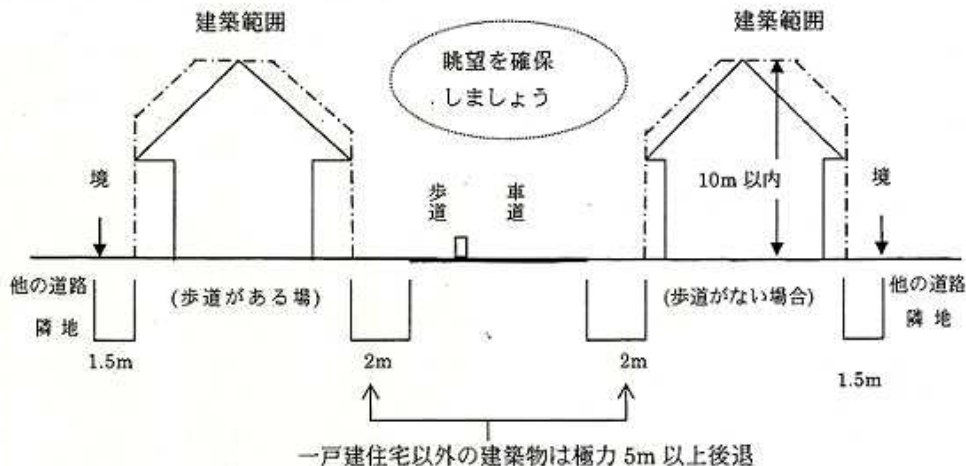 建築範囲
建築範囲
眺望を確保
しましょう
10m 以内
境
境
歩道
車道
他の道路
隣地
(歩道がある場)
(歩道がない場合)
他の道路
隣地
1.5m
2m
2m
1.5m
一戸建住宅以外の建築物は極力 5m 以上後退